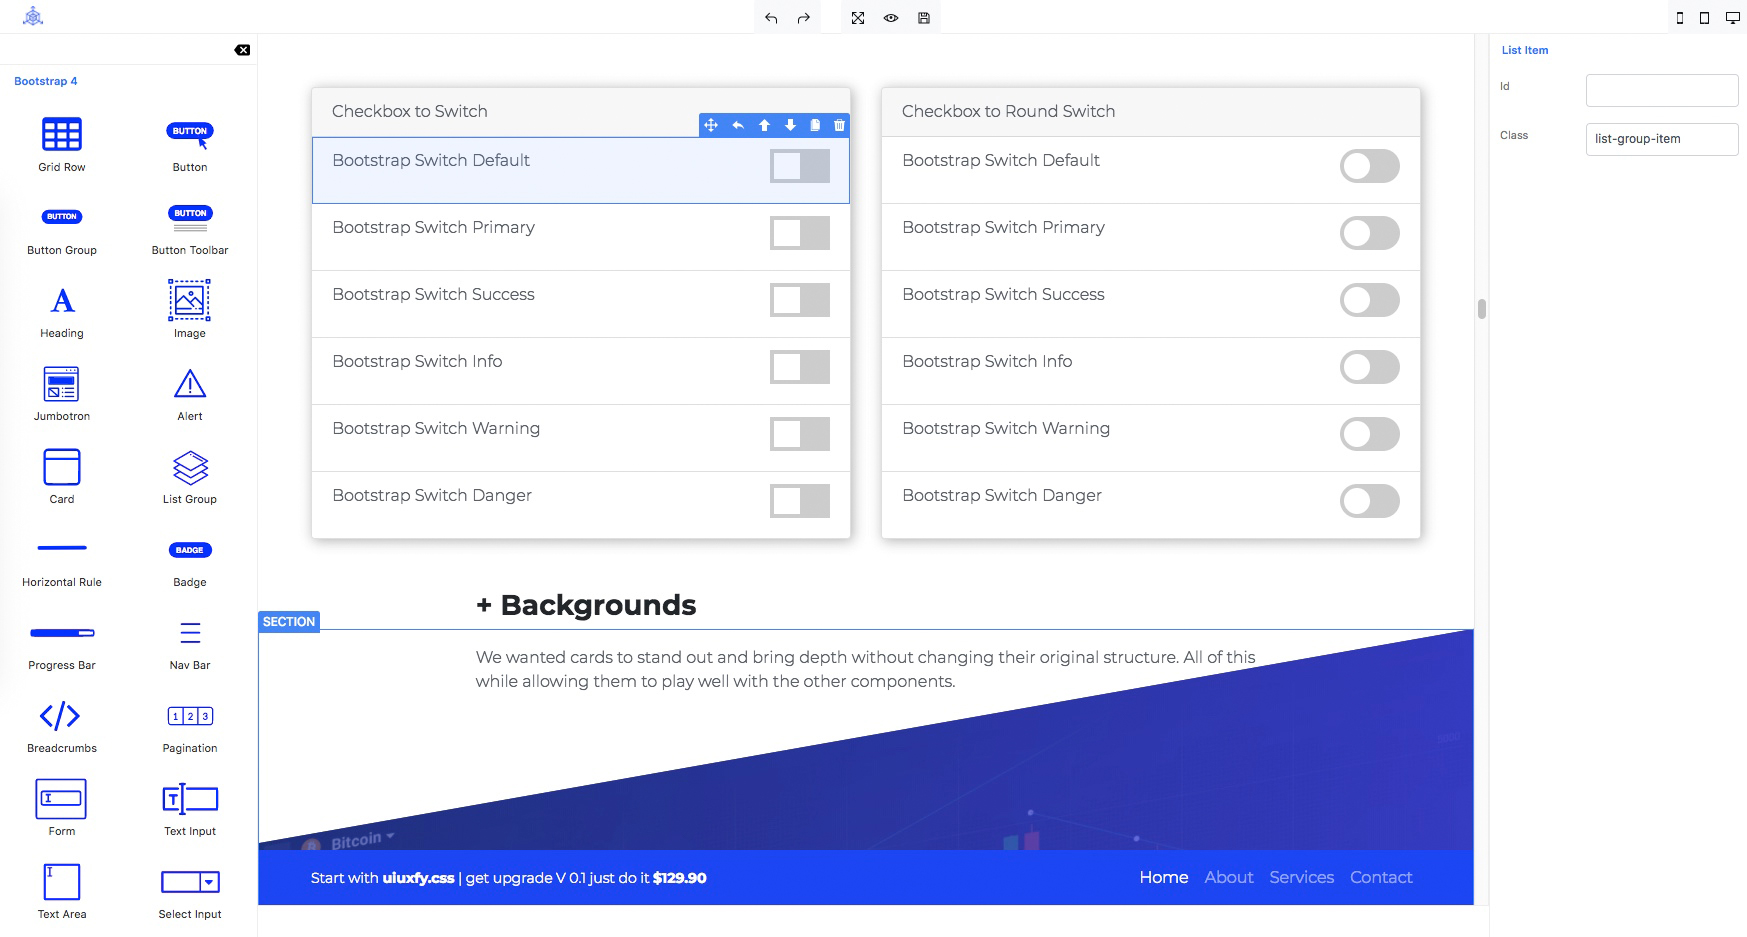 Bootstrap 4
Grid Row
BUTTON
Button
BUTTON
Button Group
BUTTON
Button Toolbar
A
Heading
Image
Jumbotron
Alert
Card
List Group
Horizontal Rule
BADGE
Badge
Progress Bar
Nav Bar
</>
Breadcrumbs
1 2 3
Pagination
I
Form
T
Text Input
I
Text Area
Select Input
Checkbox to Switch
Bootstrap Switch Default
Bootstrap Switch Primary
Bootstrap Switch Success
Bootstrap Switch Info
Bootstrap Switch Warning
Bootstrap Switch Danger
Checkbox to Round Switch
Bootstrap Switch Default
Bootstrap Switch Primary
Bootstrap Switch Success
Bootstrap Switch Info
Bootstrap Switch Warning
Bootstrap Switch Danger
+ Backgrounds
SECTION
We wanted cards to stand out and bring depth without changing their original structure. All of this
while allowing them to play well with the other components.
Bitcoin
Start with uiuxfy.css | get upgrade V 0.1 just do it $129.90
Home About Services Contact
List Item
Id
Class
list-group-item